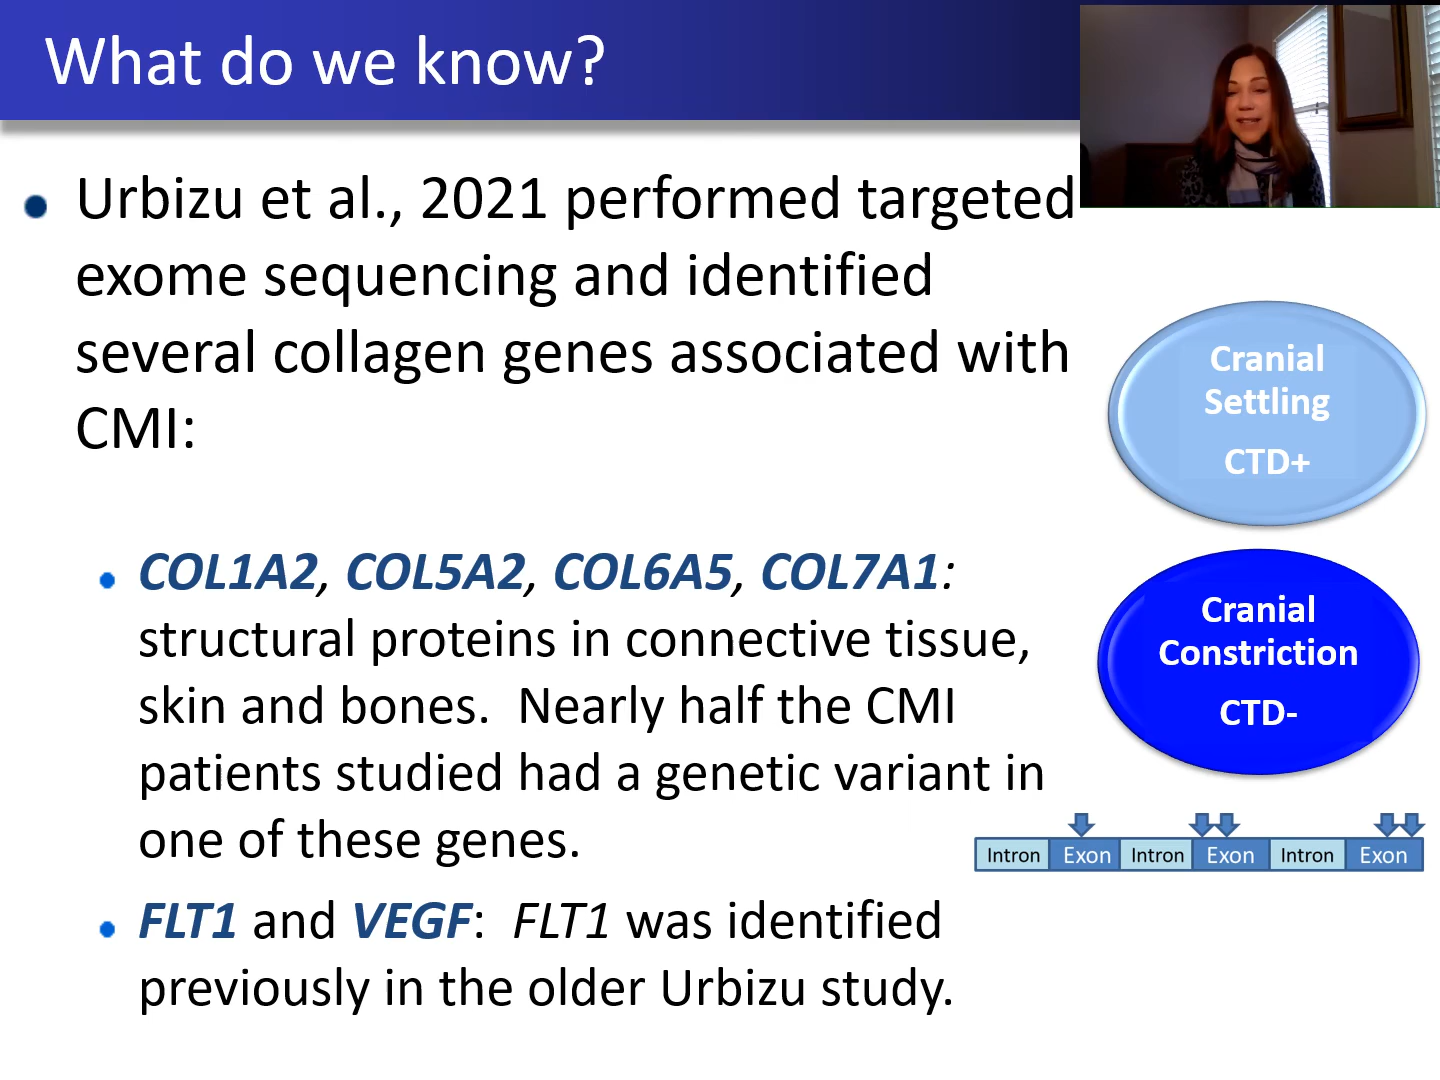 What do we know?
Urbizu et al., 2021 performed targeted
exome sequencing and identified
several collagen genes associated with
CMI:
COL1A2, COL5A2, COL6A5, COL7A1:
structural proteins in connective tissue,
skin and bones.  Nearly half the CMI
patients studied had a genetic variant in
one of these genes.
FLT1 and VEGF:  FLT1 was identified
previously in the older Urbizu study.
Cranial
Settling
CTD+
Cranial
Constriction
CTD-
Intron Exon Intron Exon Intron Exon